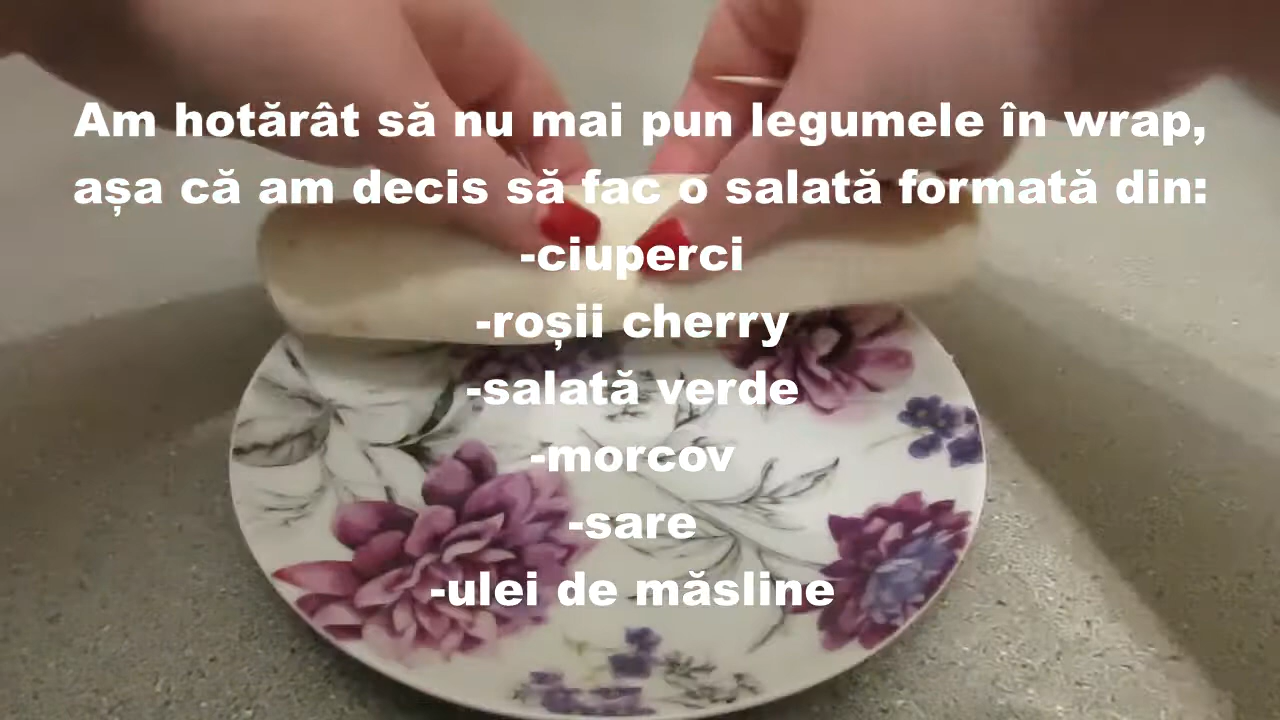 Am hotărât să nu mai pun legumele în wrap,
așa că am decis să fac o salată formată din:
-ciuperci
-roșii cherry
-salată verde
-morcov
-sare
-ulei de măsline